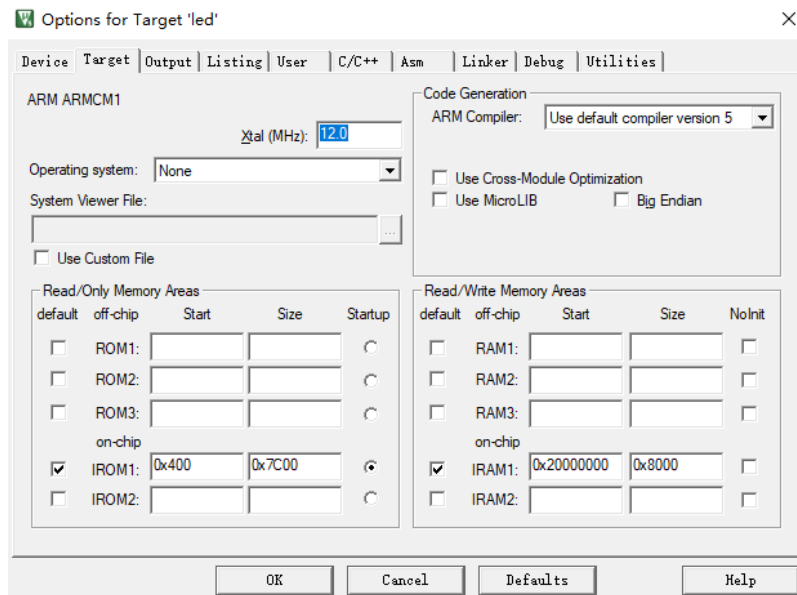 Options for Target 'led'
Device Target Output Listing User C/C++ Asm Linker Debug Utilities
ARM ARMCM1
Xtal (MHz): 12.0
Operating system: None
System Viewer File:
...
Use Custom File
Code Generation
ARM Compiler: Use default compiler version 5
Use Cross-Module Optimization
Use MicroLIB Big Endian
Read/Only Memory Areas
default off-chip Start Size Startup
ROM1:
ROM2:
ROM3:
on-chip
IROM1: 0x400 0x7C00
IROM2:
Read/Write Memory Areas
default off-chip Start Size NoInit
RAM1:
RAM2:
RAM3:
on-chip
IRAM1: 0x20000000 0x8000
IRAM2:
OK Cancel Defaults Help